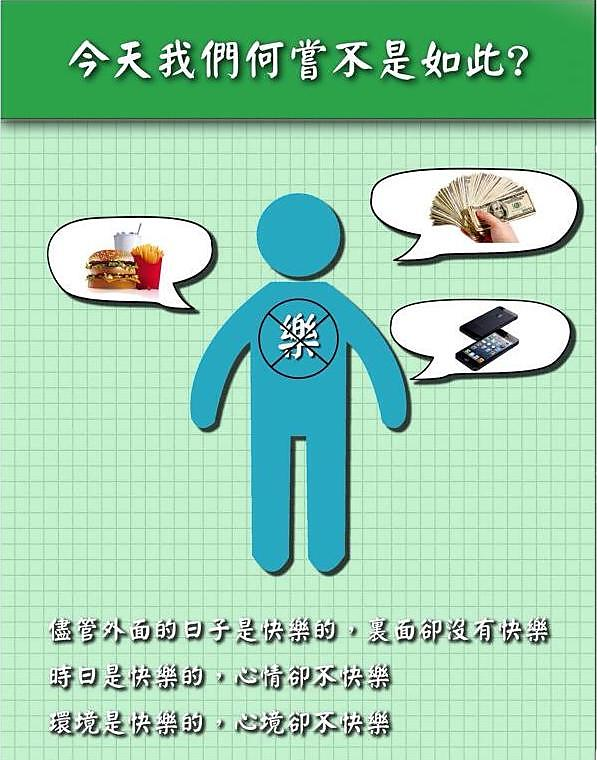 今天我們何嘗不是如此?
樂
儘管外面的日子是快樂的，裏面卻沒有快樂
時日是快樂的，心情卻不快樂
環境是快樂的，心境卻不快樂